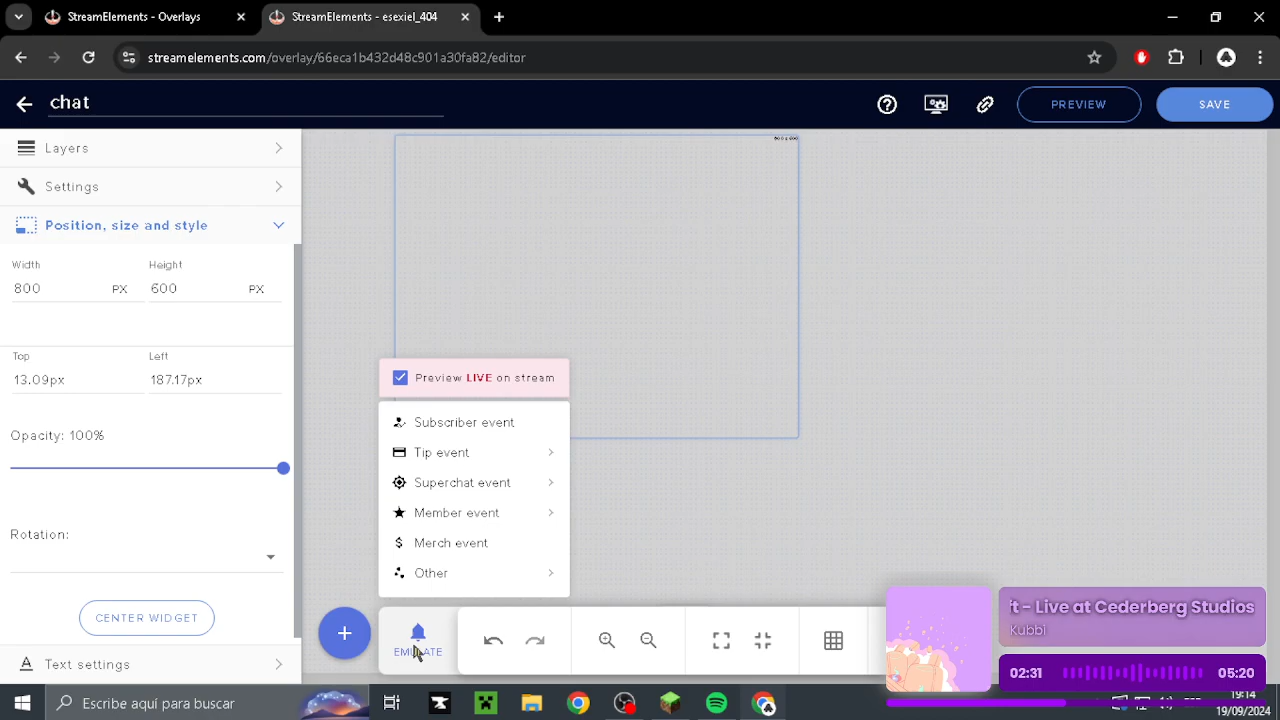 StreamElements - Overlays
StreamElements - esexiel_404
streamelements.com/overlay/66eca1b432d48c901a30fa82/editor
chat
PREVIEW
SAVE
Layers
Settings
Position, size and style
Width
Height
800 PX
600 PX
Top
Left
13.09px
187.17px
Opacity: 100%
Rotation:
CENTER WIDGET
Text settings
Preview LIVE on stream
Subscriber event
Tip event
Superchat event
Member event
Merch event
Other
EMULATE
't - Live at Cederberg Studios
Kubbi
02:31
05:20
Escribe aquí para buscar
19:14
19/09/2024